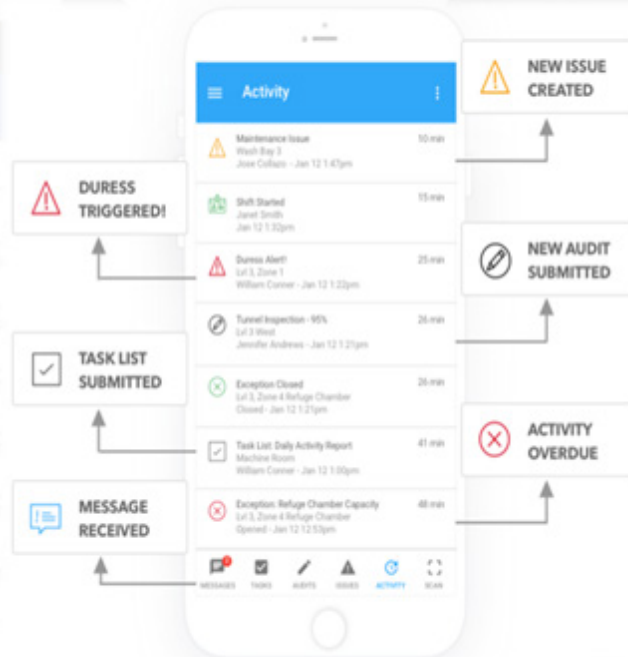 Activity
Maintenance Issue 10 min
Wash Bay 3
Jose Collazo - Jan 12 1:47pm
Shift Started 15 min
Janet Smith
Jan 12 1:32pm
Duress Alert! 25 min
Lvl 3, Zone 1
William Conner - Jan 12 1:22pm
Tunnel Inspection - 95% 26 min
Lvl 3 West
Jennifer Andrews - Jan 12 1:21pm
Exception Closed 26 min
Lvl 3, Zone 4 Refuge Chamber
Closed - Jan 12 1:21pm
Task List: Daily Activity Report 41 min
Machine Room
William Conner - Jan 12 1:00pm
Exception: Refuge Chamber Capacity 48 min
Lvl 3, Zone 4 Refuge Chamber
Opened - Jan 12 12:53pm
MESSAGES TASKS AUDITS ISSUES ACTIVITY SCAN
DURESS
TRIGGERED!
TASK LIST
SUBMITTED
MESSAGE
RECEIVED
NEW ISSUE
CREATED
NEW AUDIT
SUBMITTED
ACTIVITY
OVERDUE